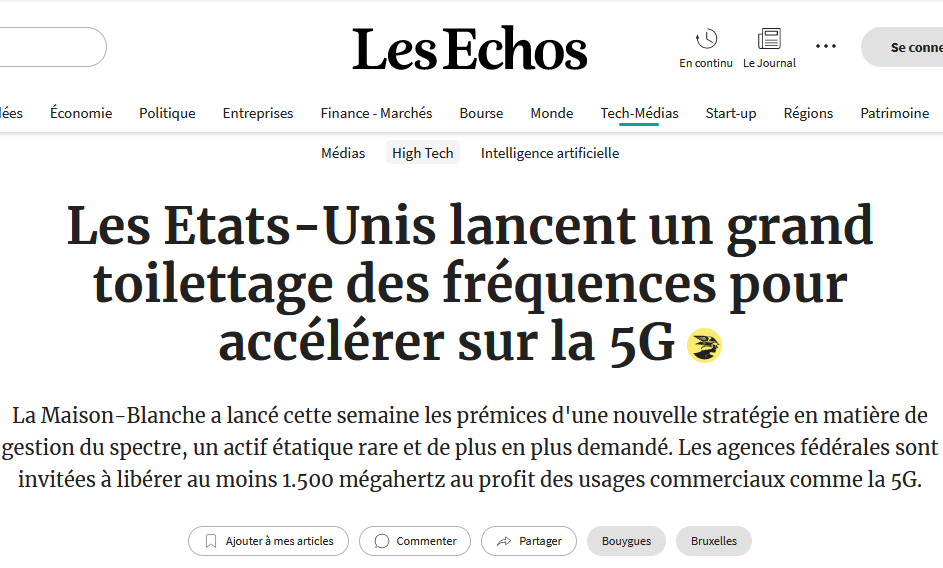 Les Echos
En continu Le Journal
Se conne
Économie Politique Entreprises Finance - Marchés Bourse Monde Tech-Médias Start-up Régions Patrimoine
Médias High Tech Intelligence artificielle
Les Etats-Unis lancent un grand
toilettage des fréquences pour
accélérer sur la 5G
La Maison-Blanche a lancé cette semaine les prémices d'une nouvelle stratégie en matière de
gestion du spectre, un actif étatique rare et de plus en plus demandé. Les agences fédérales sont
invitées à libérer au moins 1.500 mégahertz au profit des usages commerciaux comme la 5G.
Ajouter à mes articles Commenter Partager Bouygues Bruxelles